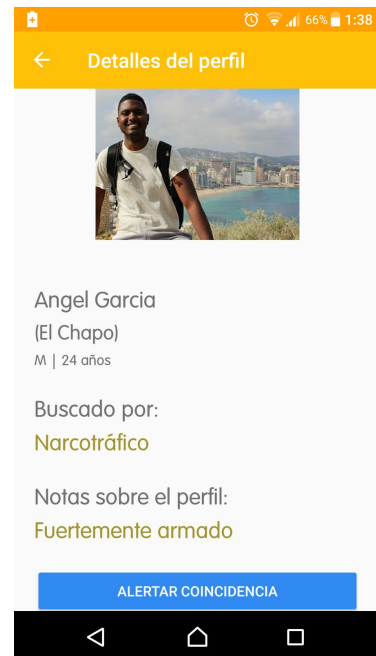 66% 1:38
Detalles del perfil
Angel Garcia
(El Chapo)
M | 24 años
Buscado por:
Narcotráfico
Notas sobre el perfil:
Fuertemente armado
ALERTAR COINCIDENCIA